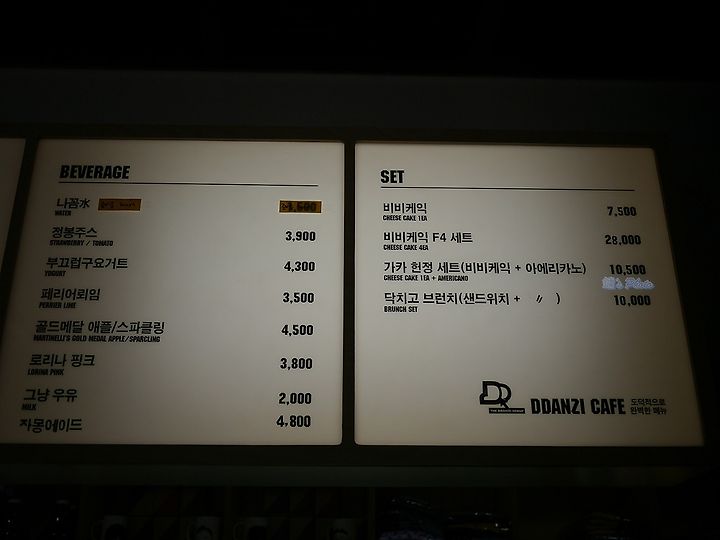 BEVERAGE
나꼼水
WATER
정봉주스 3,900
STRAWBERRY / TOMATO
부끄럽구요거트 4,300
YOGURT
페리어뢰임 3,500
PERRIER LIME
골드메달 애플/스파클링 4,500
MARTINELLI'S GOLD MEDAL APPLE/SPARCLING
로리나 핑크 3,800
LORINA PINK
그냥 우유 2,000
MILK
자몽에이드 4,800
SET
비비케익 7,500
CHEESE CAKE 1EA
비비케익 F4 세트 28,000
CHEESE CAKE 4EA
가카 헌정 세트(비비케익 + 아에리카노) 10,500
CHEESE CAKE 1EA + AMERICANO
닥치고 브런치(샌드위치 + 〃 ) 10,000
BRUNCH SET
DDANZI CAFE 도덕적으로
완벽한 메뉴